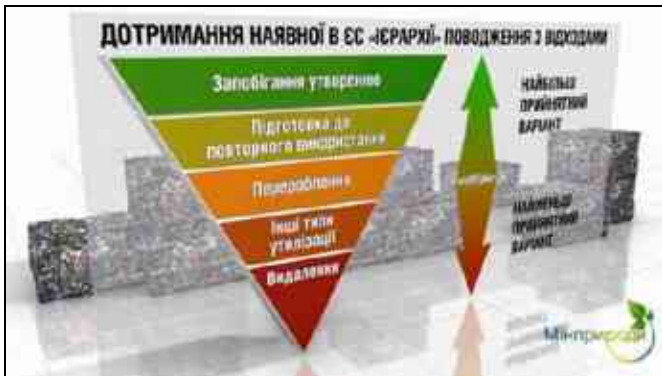 ДОТРИМАННЯ НАЯВНОЇ В ЄС «ІЄРАРХІЇ» ПОВОДЖЕННЯ З ВІДХОДАМИ
Запобігання утворенню
Підготовка до
повторного використання
Перероблення
Інші типи
утилізації
Видалення
НАЙБІЛЬШ
ПРИЙНЯТНИЙ
ВАРІАНТ
НАЙМЕНШ
ПРИЙНЯТНИЙ
ВАРІАНТ
Мінприроди